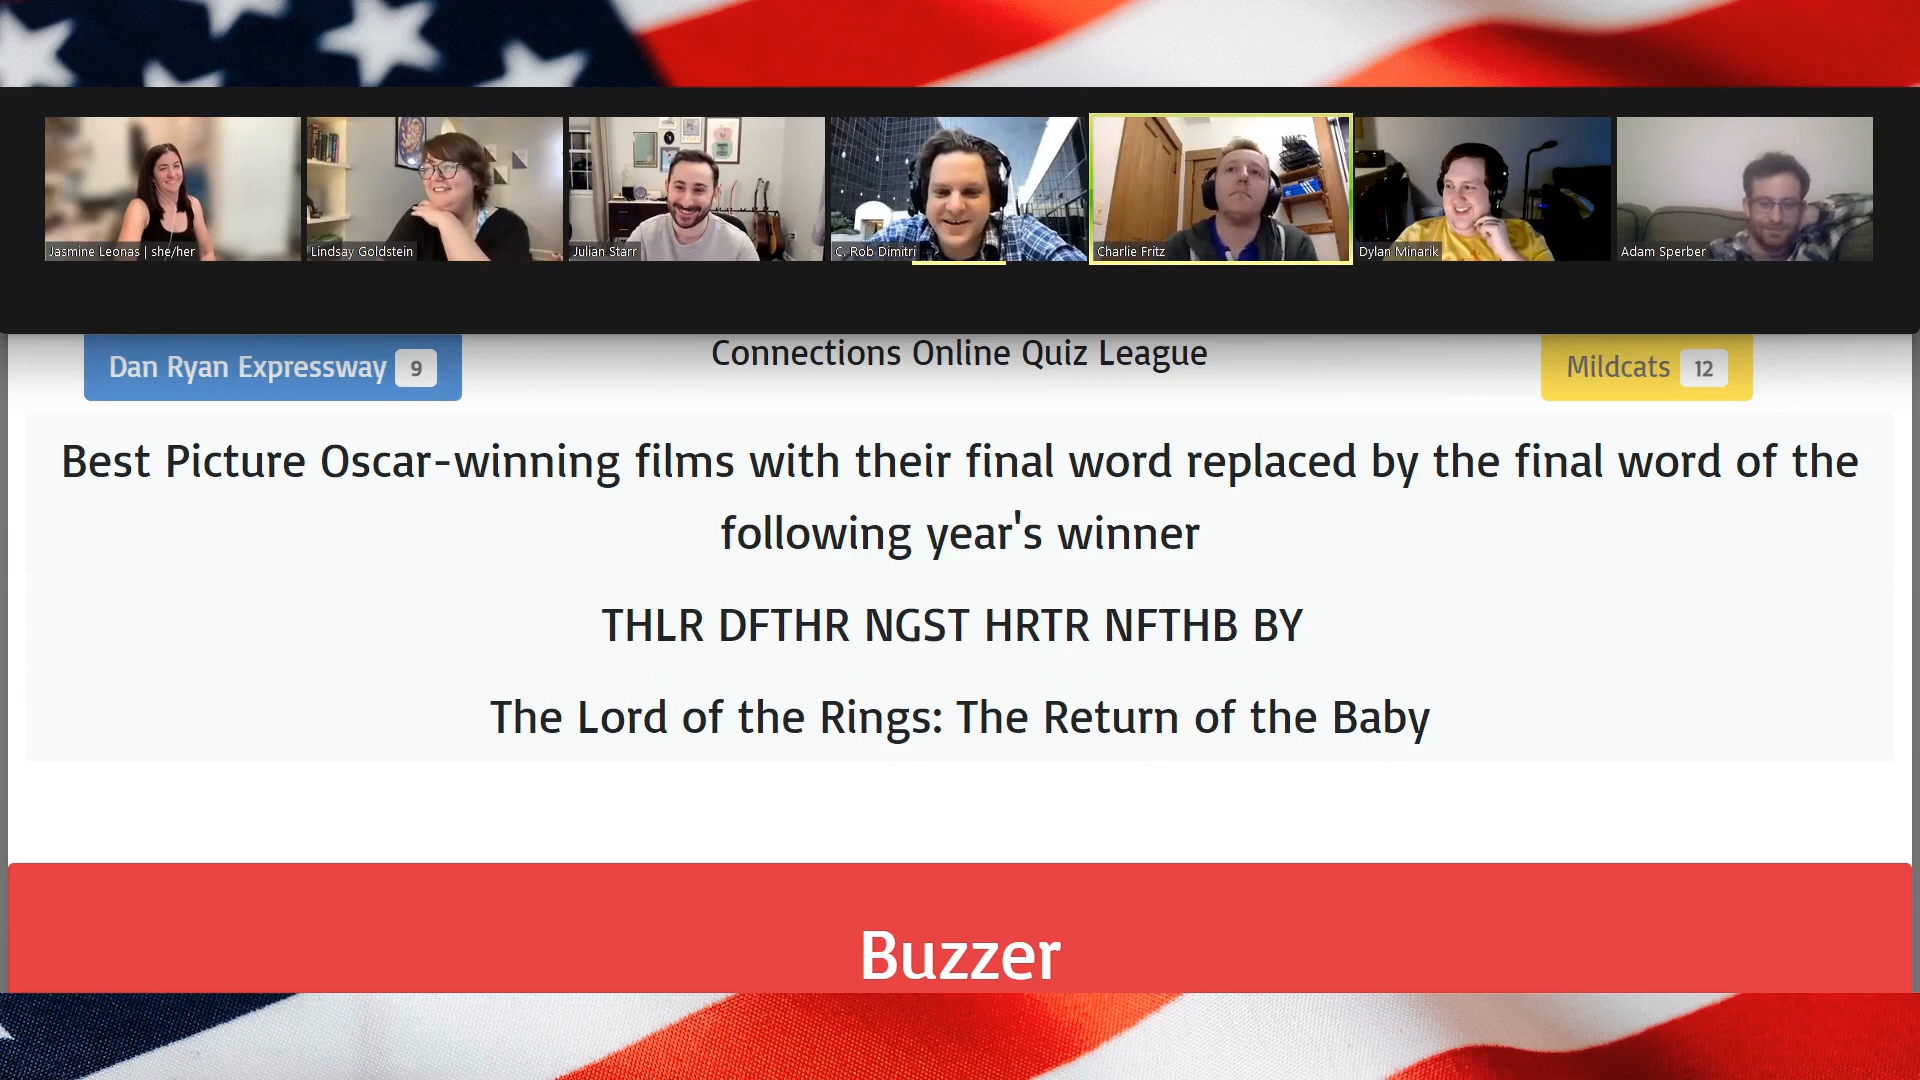 Jasmine Leonas | she/her
Lindsay Goldstein
Julian Starr
C. Rob Dimitri
Charlie Fritz
Dylan Minarik
Adam Sperber
Dan Ryan Expressway 9
Connections Online Quiz League
Mildcats 12
Best Picture Oscar-winning films with their final word replaced by the final word of the
following year's winner
THLR DFTHR NGST HRTR NFTHB BY
The Lord of the Rings: The Return of the Baby
Buzzer